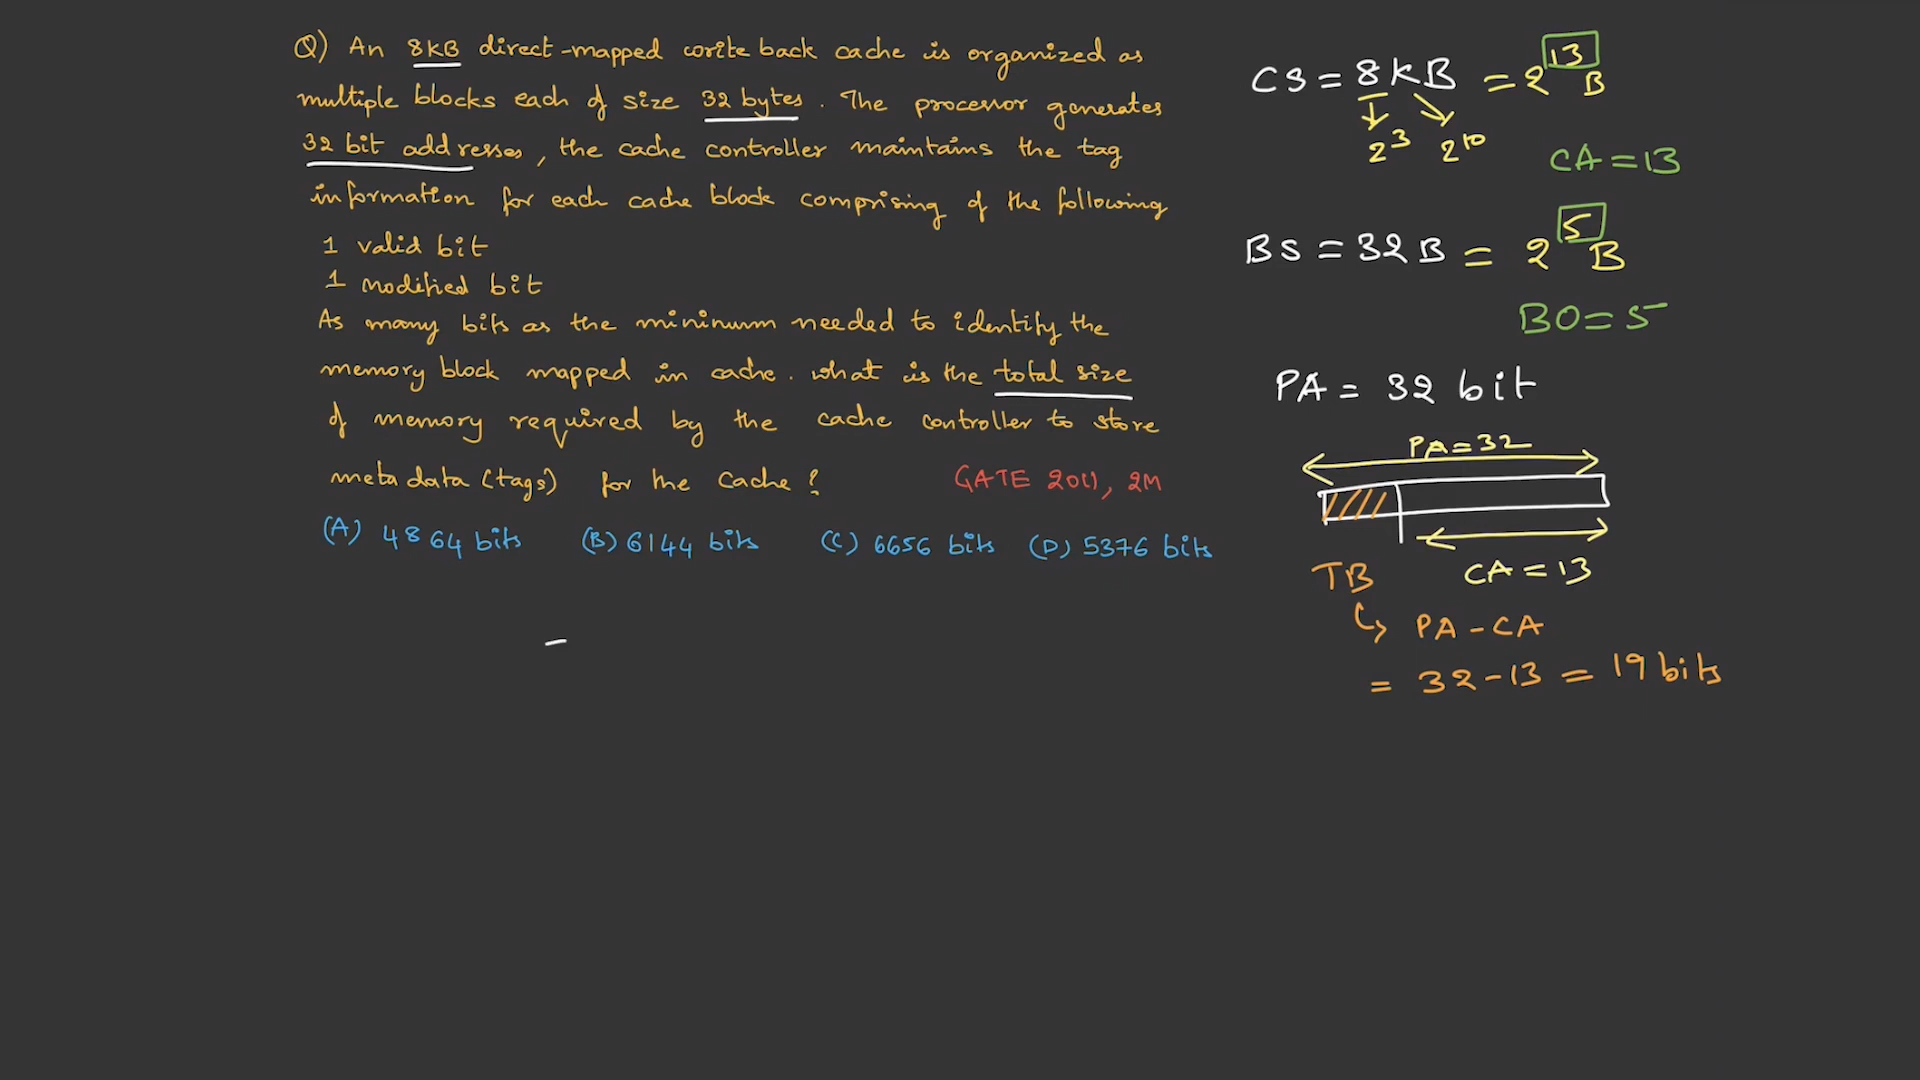 Q) An 8KB direct-mapped write back cache is organized as
multiple blocks each of size 32 bytes. The processor generates
32 bit addresses, the cache controller maintains the tag
information for each cache block comprising of the following
1 valid bit
1 modified bit
As many bits as the mininum needed to identify the
memory block mapped in cache. what is the total size
of memory required by the cache controller to store
metadata (tags) for the cache?
GATE 2011, 2M
(A) 4864 bits (B) 6144 bits (C) 6656 bits (D) 5376 bits
CS = 8KB = 2^13 B
2^3 2^10
CA = 13
BS = 32B = 2^5 B
BO = 5
PA = 32 bit
PA = 32
TB CA = 13
↳ PA - CA
= 32 - 13 = 19 bits